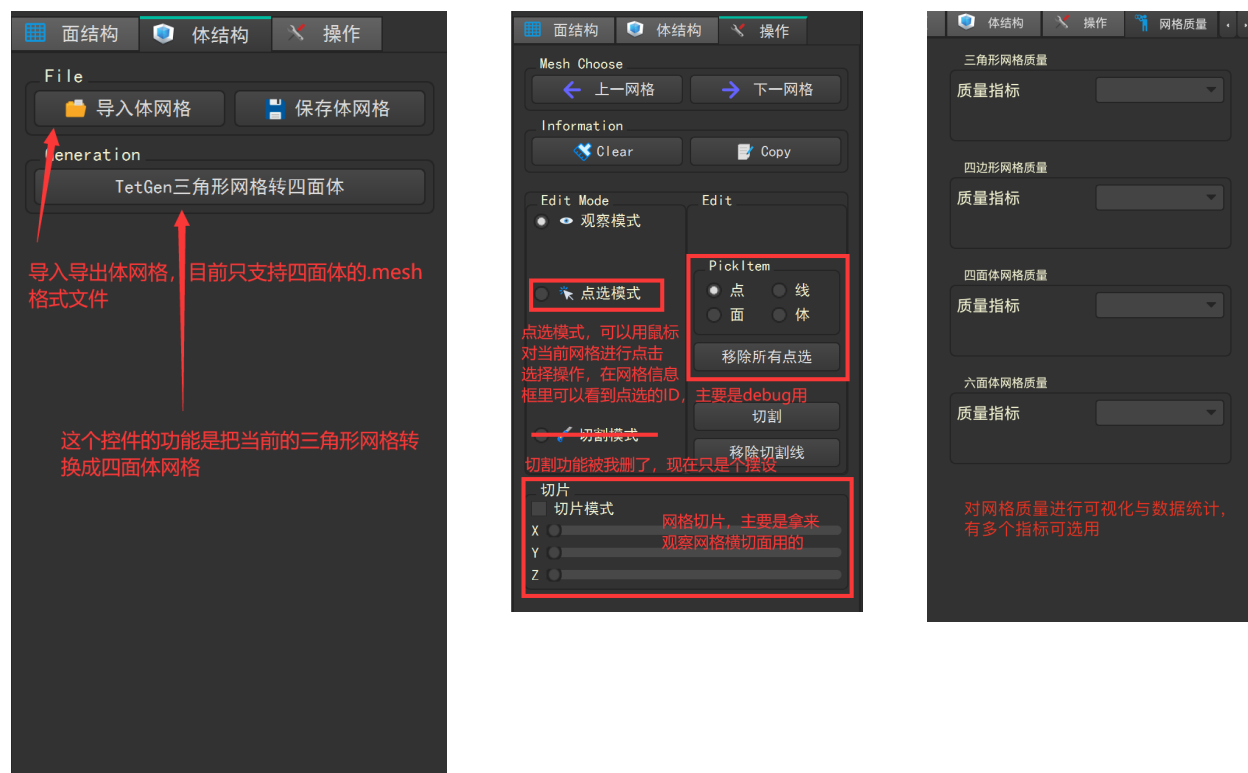 面结构 体结构 操作
File
导入体网格 保存体网格
Generation
TetGen三角形网格转四面体
导入导出体网格，目前只支持四面体的.mesh
格式文件
这个控件的功能是把当前的三角形网格转
换成四面体网格
面结构 体结构 操作
Mesh Choose
上一网格 下一网格
Information
Clear Copy
Edit Mode Edit
观察模式
PickItem
点选模式 点 线
面 体
点选模式，可以用鼠标
对当前网格进行点击
选择操作，在网格信息
框里可以看到点选的ID，主要是debug用
移除所有点选
切割
切割模式
移除切割线
切割功能被我删了，现在只是个摆设
切片
切片模式
X
Y
Z
网格切片，主要是拿来
观察网格横切面用的
体结构 操作 网格质量
三角形网格质量
质量指标
四边形网格质量
质量指标
四面体网格质量
质量指标
六面体网格质量
质量指标
对网格质量进行可视化与数据统计，
有多个指标可选用